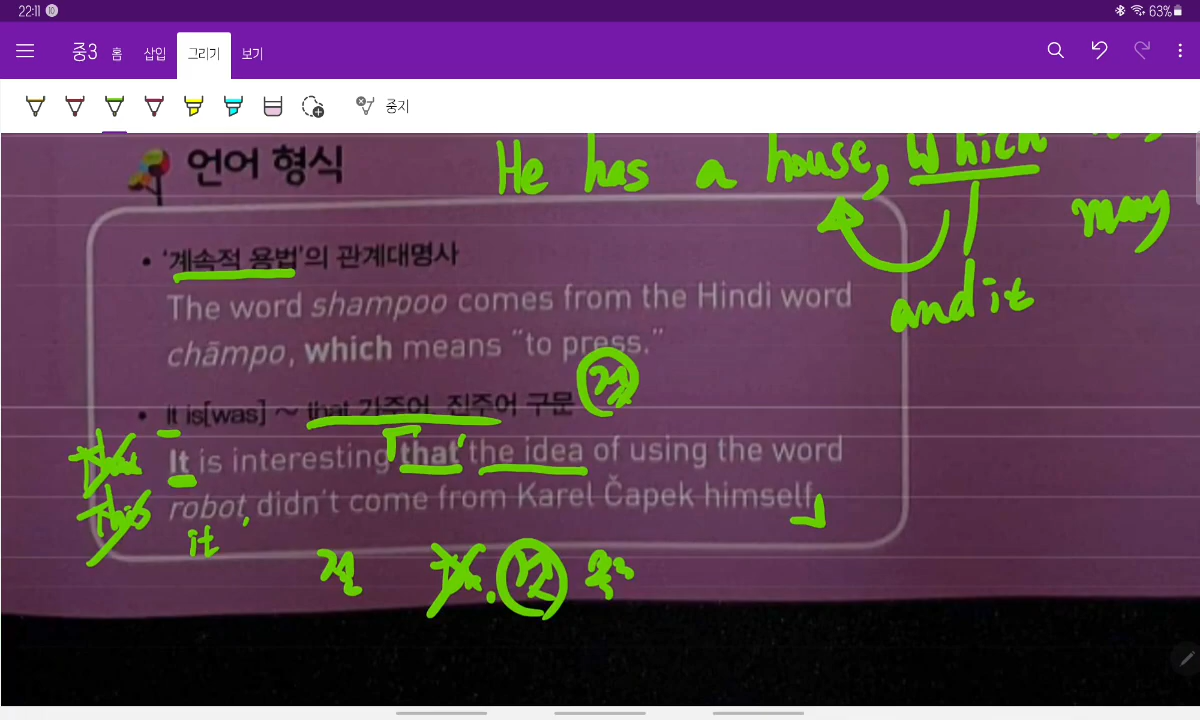 22:11
63%
중3 홈 삽입 그리기 보기
중지
He has a house, which
many
and it
언어 형식
• '계속적 용법'의 관계대명사
The word shampoo comes from the Hindi word
chāmpo, which means “to press.”
• It is[was] ~ that 가주어, 진주어 구문
It is interesting that the idea of using the word
robot, didn't come from Karel Čapek himself.
it